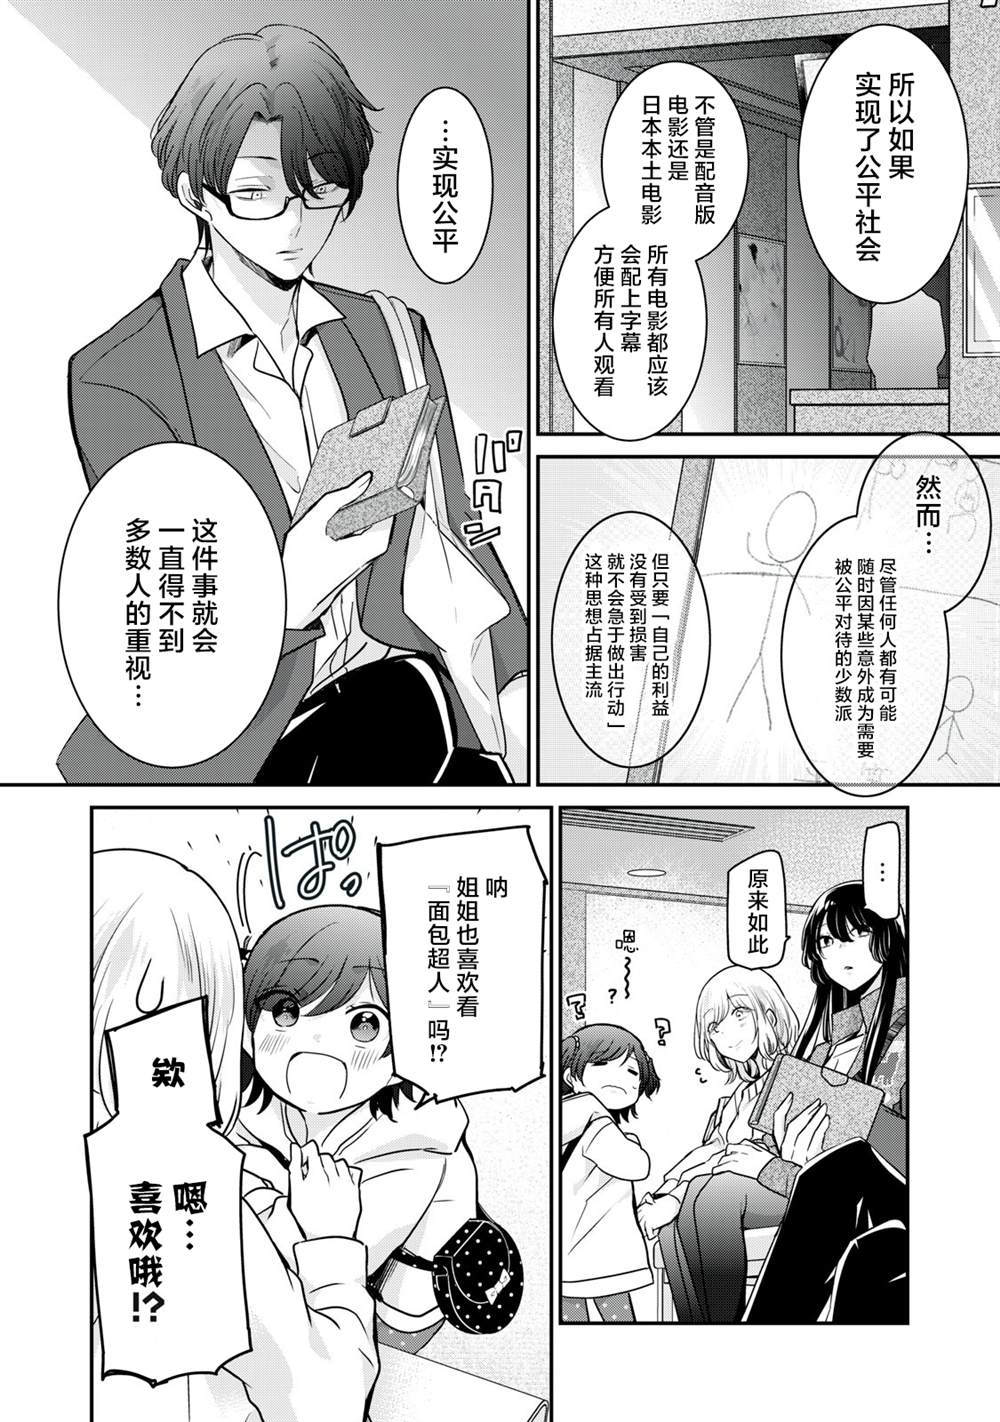 所以如果
实现了公平社会
不管是配音版
电影还是
日本本土电影
所有电影都应该
会配上字幕
方便所有人观看
…实现公平
パタン
这件事就会
一直得不到
多数人的重视…
然而…
尽管任何人都有可能
随时因某些意外成为需要
被公平对待的少数派
但只要「自己的利益
没有受到损害
就不会急于做出行动」
这种思想占据主流
…
原来如此
嗯
?
?
?
ぱっ
呐
姐姐也喜欢看
『面包超人』吗!?
欸
嗯…
喜欢哦!?